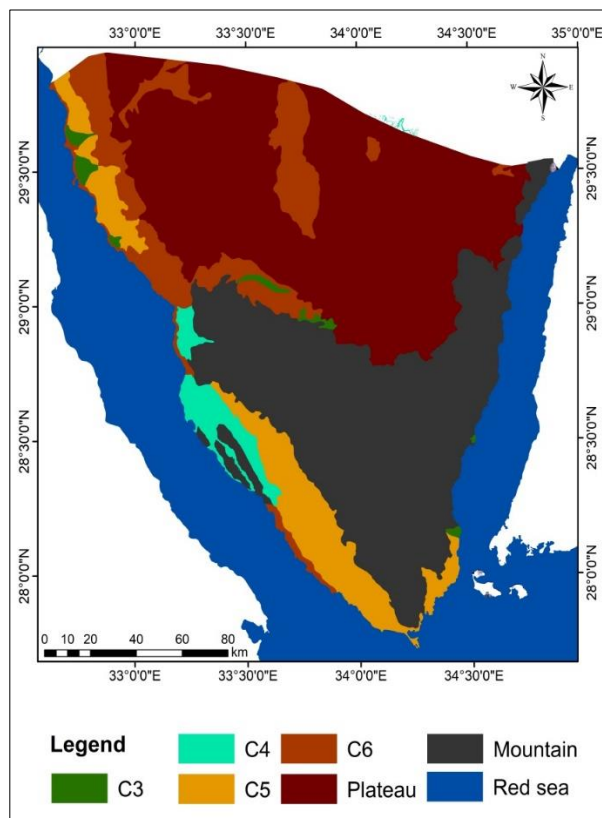 33°0'0"E 33°30'0"E 34°0'0"E 34°30'0"E 35°0'0"E
N
W E
S
29°30'0"N 29°30'0"N
29°0'0"N 29°0'0"N
28°30'0"N 28°30'0"N
28°0'0"N 28°0'0"N
0 10 20 40 60 80
km
33°0'0"E 33°30'0"E 34°0'0"E 34°30'0"E
Legend C4 C6 Mountain
C3 C5 Plateau Red sea